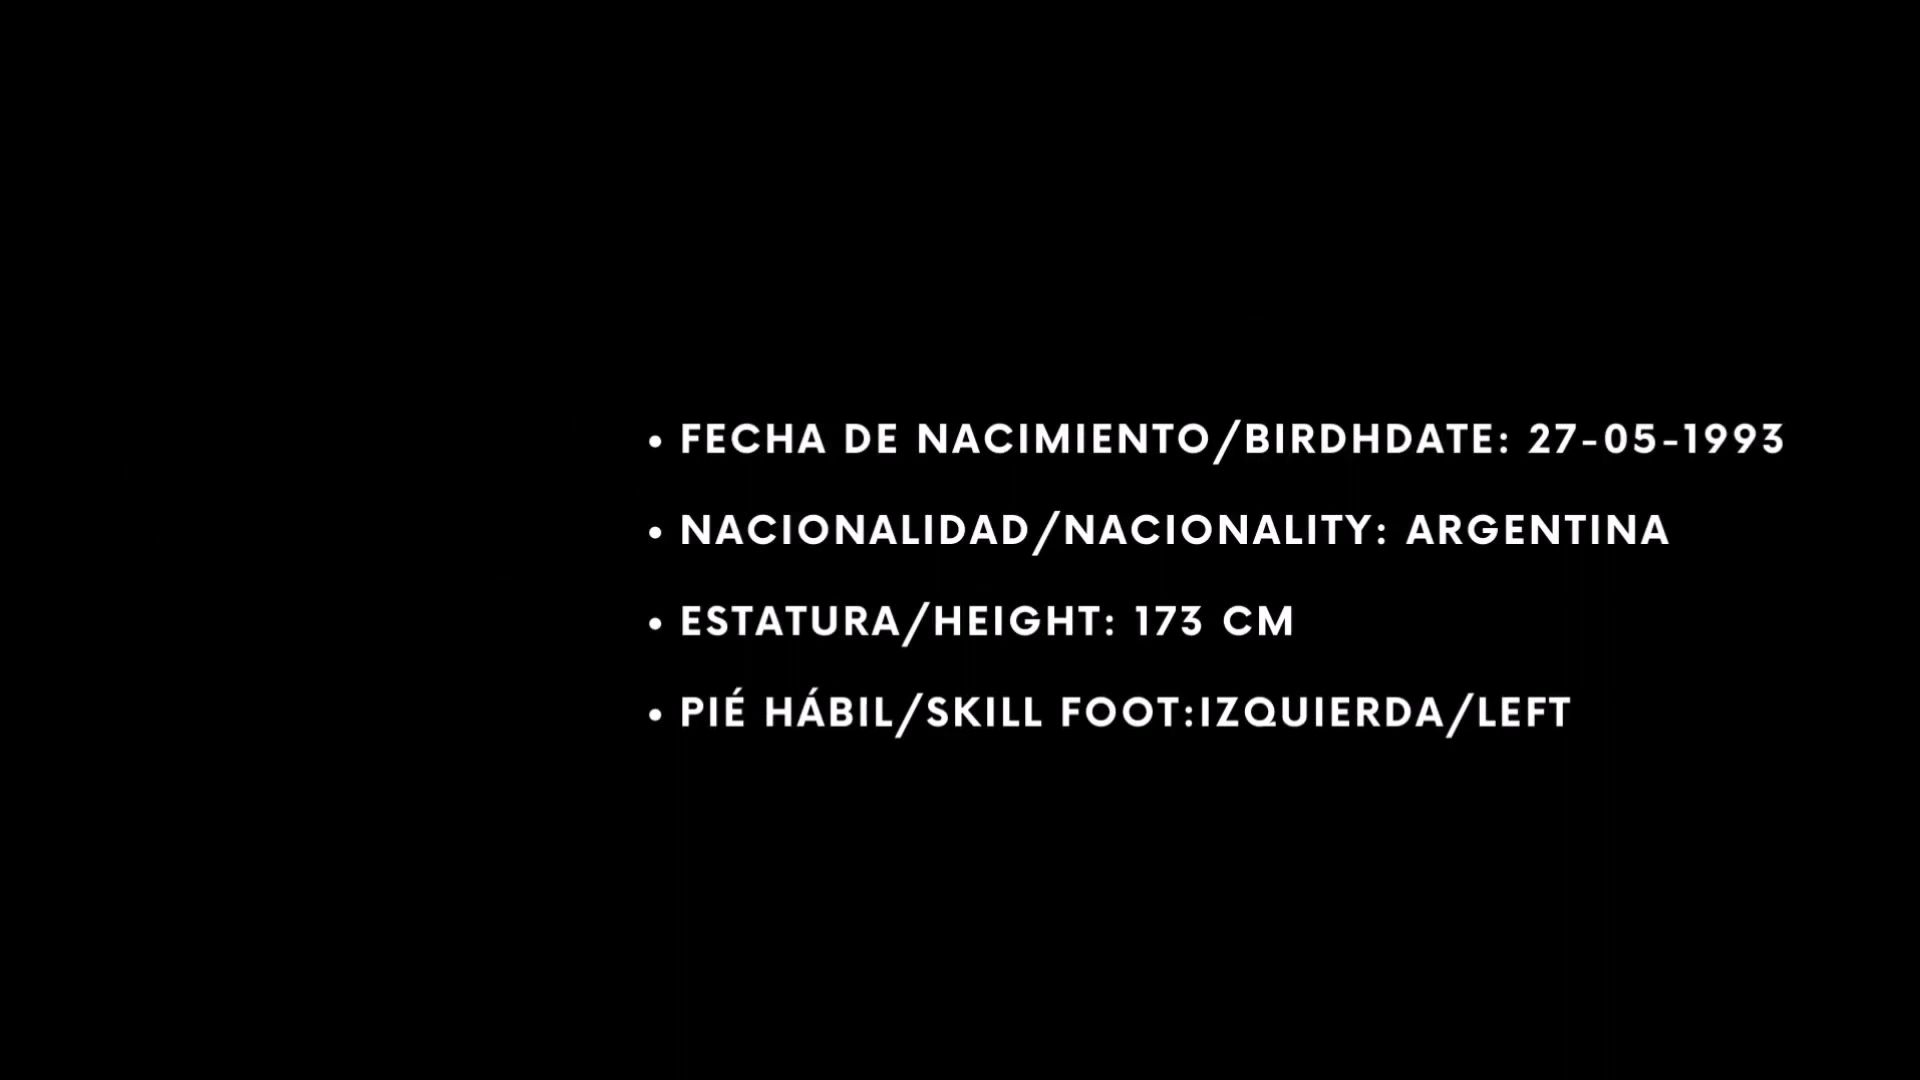 • FECHA DE NACIMIENTO/BIRDHDATE: 27-05-1993
• NACIONALIDAD/NACIONALITY: ARGENTINA
• ESTATURA/HEIGHT: 173 CM
• PIÉ HÁBIL/SKILL FOOT:IZQUIERDA/LEFT